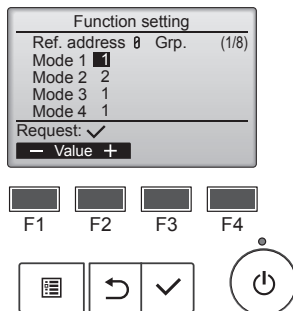 Function setting
Ref. address 0 Grp. (1/8)
Mode 1 1
Mode 2 2
Mode 3 1
Mode 4 1
Request: ✓
− Value +
F1 F2 F3 F4